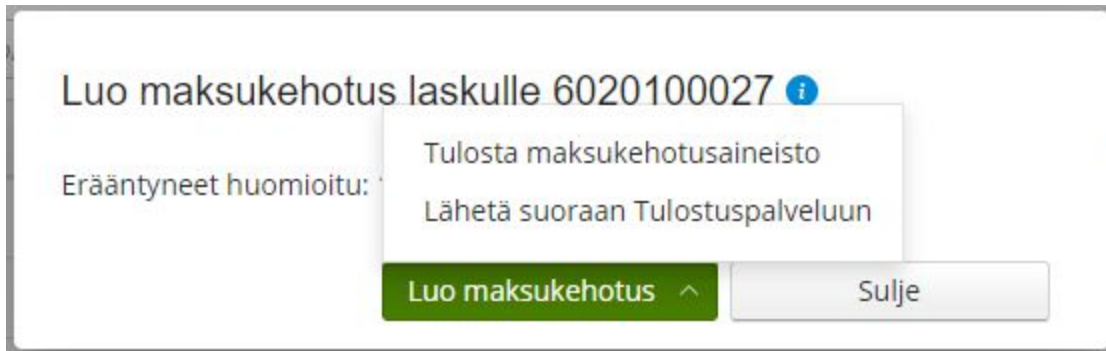 Luo maksukehotus laskulle 6020100027
Tulosta maksukehotusaineisto
Erääntyneet huomioitu:
Lähetä suoraan Tulostuspalveluun
Luo maksukehotus
Sulje